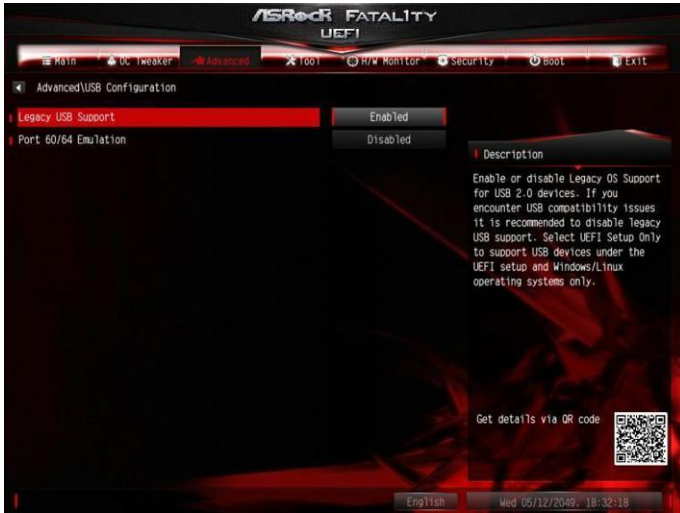 ASRock FATAL1TY
UEFI
Main OC Tweaker Advanced Tool H/W Monitor Security Boot Exit
Advanced\USB Configuration
Legacy USB Support Enabled
Port 60/64 Emulation Disabled
Description
Enable or disable Legacy OS Support
for USB 2.0 devices. If you
encounter USB compatibility issues
it is recommended to disable legacy
USB support. Select UEFI Setup Only
to support USB devices under the
UEFI setup and Windows/Linux
operating systems only.
Get details via QR code
English Wed 05/12/2049. 18:32:18